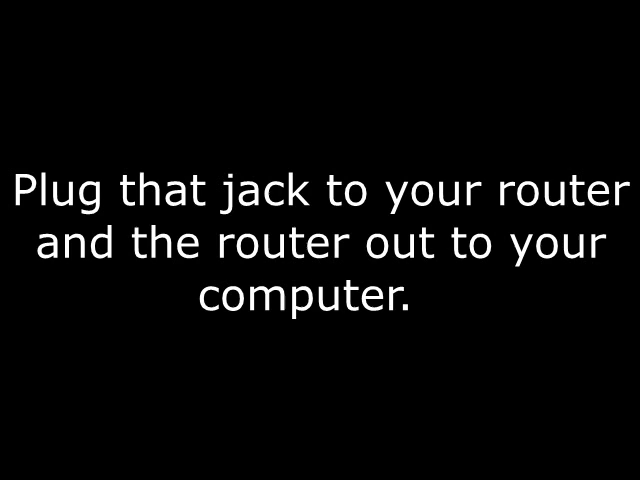 Plug that jack to your router
and the router out to your
computer.